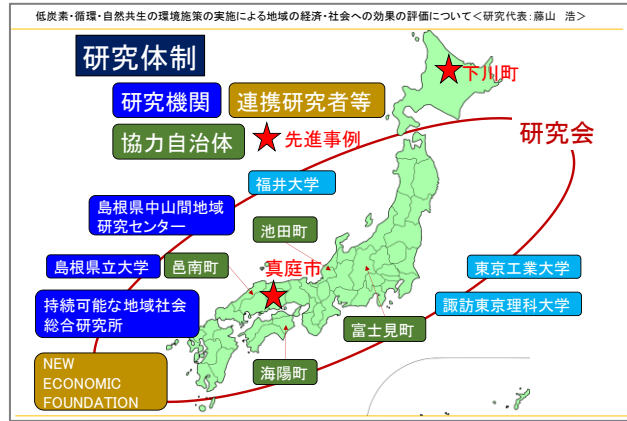 低炭素・循環・自然共生の環境施策の実施による地域の経済・社会への効果の評価について＜研究代表：藤山　浩＞
研究体制
下川町
研究機関
連携研究者等
協力自治体
先進事例
研究会
福井大学
島根県中山間地域
研究センター
池田町
島根県立大学
邑南町
真庭市
東京工業大学
持続可能な地域社会
総合研究所
諏訪東京理科大学
富士見町
NEW
ECONOMIC
FOUNDATION
海陽町